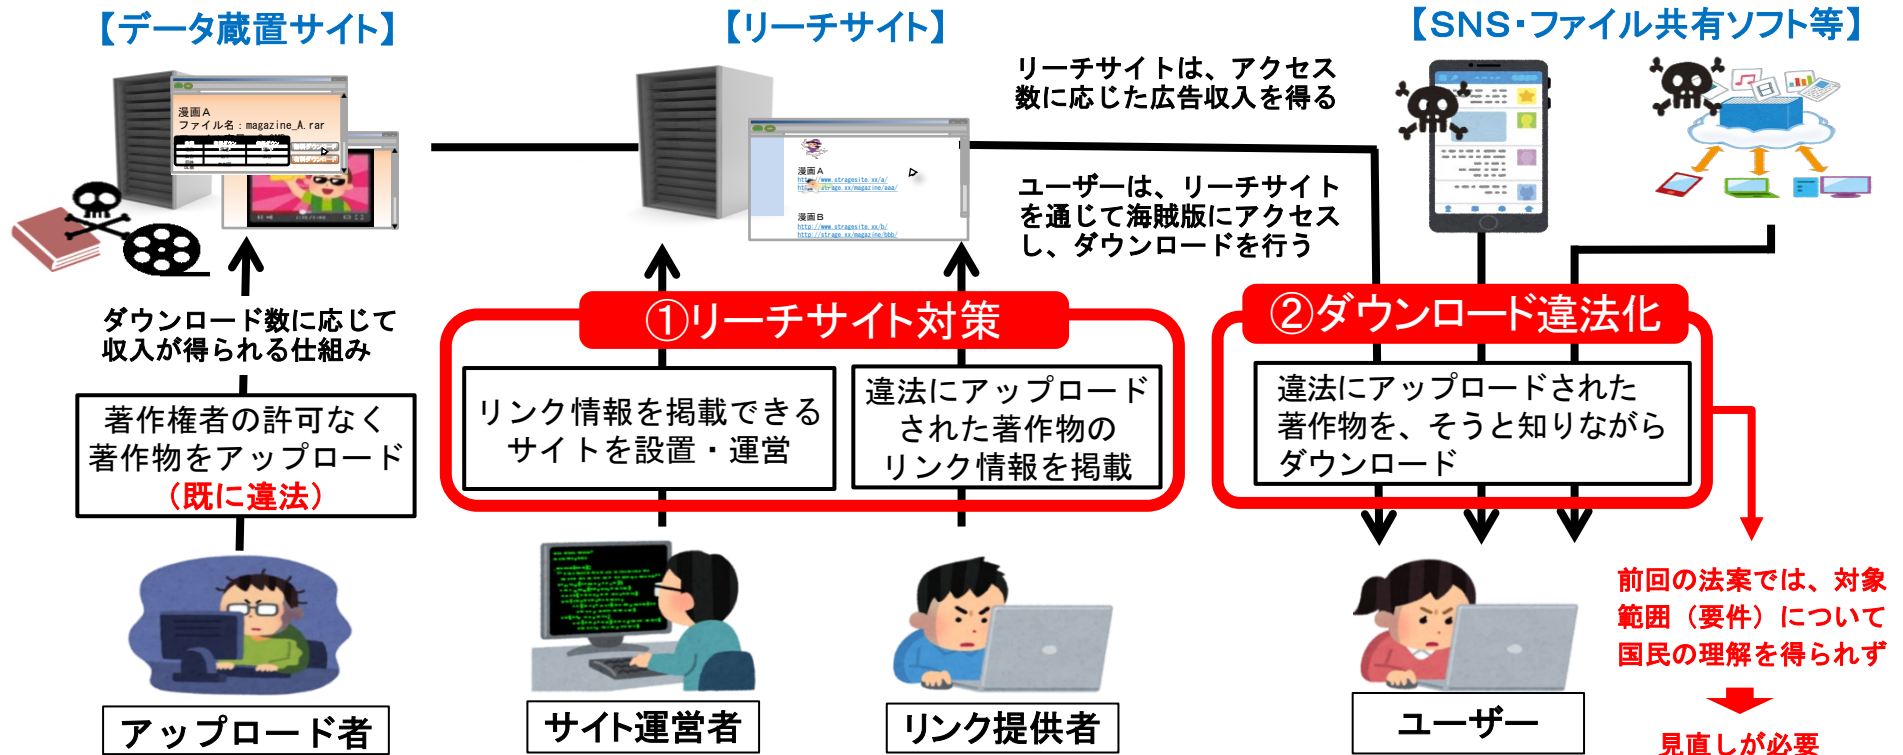 【データ蔵置サイト】
【リーチサイト】
【SNS・ファイル共有ソフト等】
漫画A
ファイル名：magazine_A.rar
漫画A
http://www.stragesite.xx/a/
漫画B
http://www.stragesite.xx/b/
http://strage.xx/magazine/bbb/
リーチサイトは、アクセス
数に応じた広告収入を得る
ユーザーは、リーチサイト
を通じて海賊版にアクセス
し、ダウンロードを行う
ダウンロード数に応じて
収入が得られる仕組み
著作権者の許可なく
著作物をアップロード
（既に違法）
①リーチサイト対策
リンク情報を掲載できる
サイトを設置・運営
違法にアップロード
された著作物の
リンク情報を掲載
②ダウンロード違法化
違法にアップロードされた
著作物を、そうと知りながら
ダウンロード
前回の法案では、対象
範囲（要件）について
国民の理解を得られず
見直しが必要
アップロード者
サイト運営者
リンク提供者
ユーザー